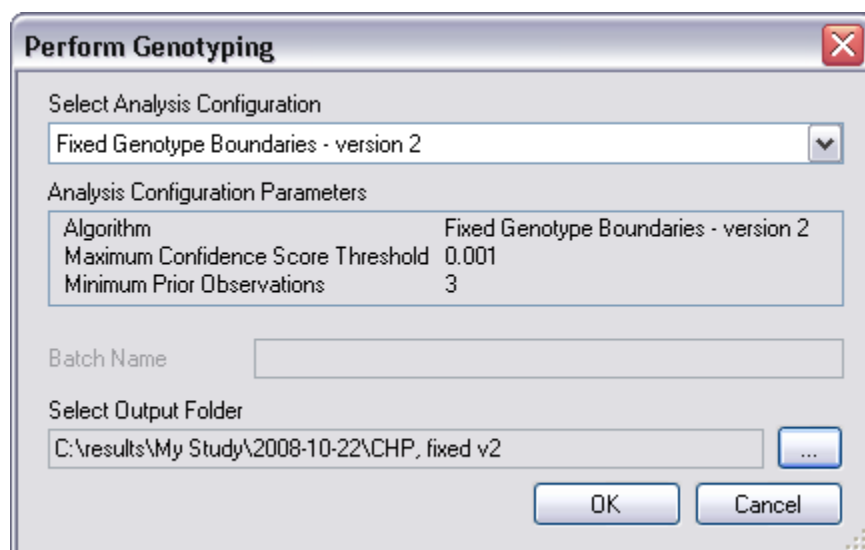 Perform Genotyping
Select Analysis Configuration
Fixed Genotype Boundaries - version 2
Analysis Configuration Parameters
Algorithm Fixed Genotype Boundaries - version 2
Maximum Confidence Score Threshold 0.001
Minimum Prior Observations 3
Batch Name
Select Output Folder
C:\results\My Study\2008-10-22\CHP, fixed v2 ...
OK Cancel